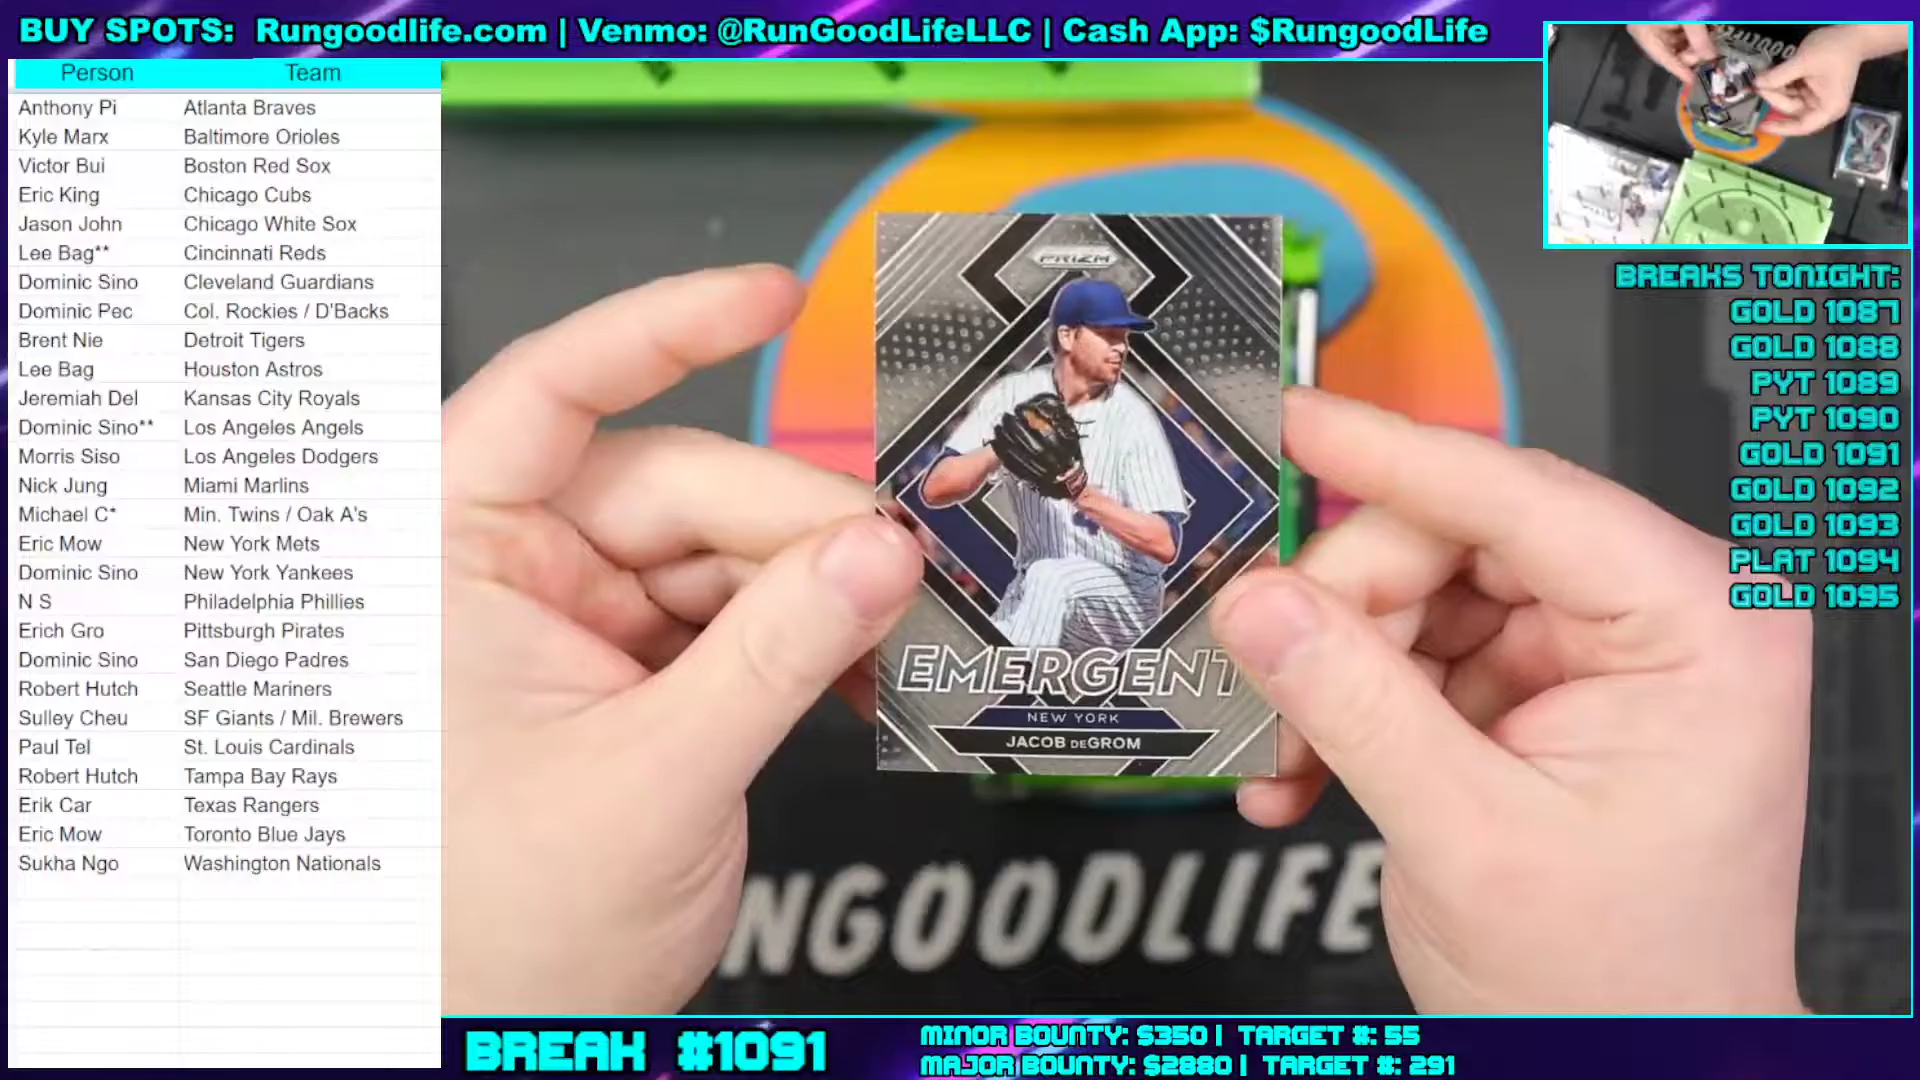 BUY SPOTS: Rungoodlife.com | Venmo: @RunGoodLifeLLC | Cash App: $RungoodLife
Person Team
Anthony Pi Atlanta Braves
Kyle Marx Baltimore Orioles
Victor Bui Boston Red Sox
Eric King Chicago Cubs
Jason John Chicago White Sox
Lee Bag** Cincinnati Reds
Dominic Sino Cleveland Guardians
Dominic Pec Col. Rockies / D'Backs
Brent Nie Detroit Tigers
Lee Bag Houston Astros
Jeremiah Del Kansas City Royals
Dominic Sino** Los Angeles Angels
Morris Siso Los Angeles Dodgers
Nick Jung Miami Marlins
Michael C* Min. Twins / Oak A's
Eric Mow New York Mets
Dominic Sino New York Yankees
N S Philadelphia Phillies
Erich Gro Pittsburgh Pirates
Dominic Sino San Diego Padres
Robert Hutch Seattle Mariners
Sulley Cheu SF Giants / Mil. Brewers
Paul Tel St. Louis Cardinals
Robert Hutch Tampa Bay Rays
Erik Car Texas Rangers
Eric Mow Toronto Blue Jays
Sukha Ngo Washington Nationals
PRIZM
EMERGENT
NEW YORK
JACOB DEGROM
NGOODLIFE
GOODLIFE
BREAKS TONIGHT:
GOLD 1087
GOLD 1088
PYT 1089
PYT 1090
GOLD 1091
GOLD 1092
GOLD 1093
PLAT 1094
GOLD 1095
BREAK #1091
MINOR BOUNTY: $350 | TARGET #: 55
MAJOR BOUNTY: $2880 | TARGET #: 291